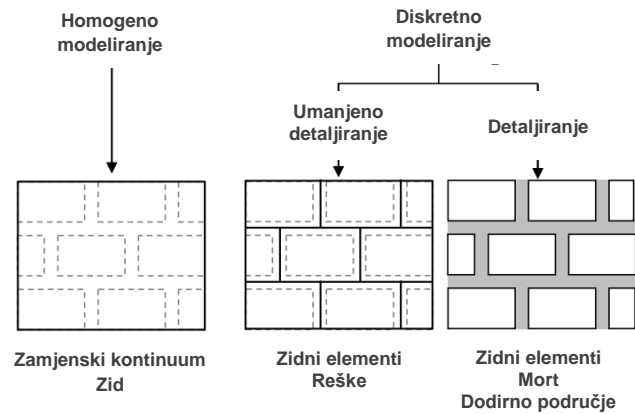 Homogeno
modeliranje
Diskretno
modeliranje
Umanjeno
detaljiranje
Detaljiranje
Zamjenski kontinuum
Zid
Zidni elementi
Reške
Zidni elementi
Mort
Dodirno područje